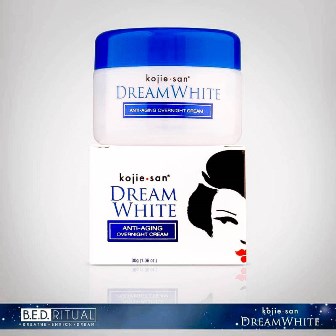 kojie·san®
DREAMWHITE
ANTI-AGING OVERNIGHT CREAM
kojie·san®
DREAM
WHITE
ANTI-AGING
OVERNIGHT CREAM
B.E.D. RITUAL
kojie san
DREAMWHITE